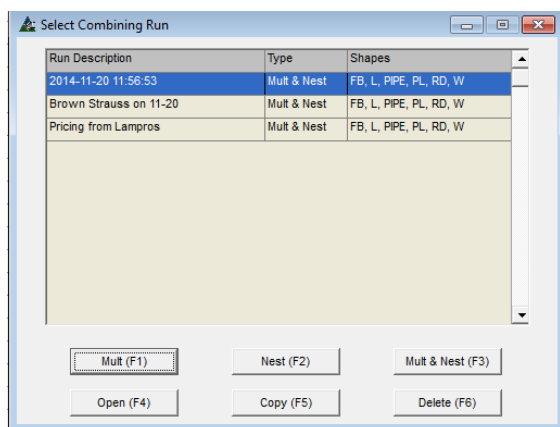 Select Combining Run
Run Description Type Shapes
2014-11-20 11:56:53 Mult & Nest FB, L, PIPE, PL, RD, W
Brown Strauss on 11-20 Mult & Nest FB, L, PIPE, PL, RD, W
Pricing from Lampros Mult & Nest FB, L, PIPE, PL, RD, W
Mult (F1) Nest (F2) Mult & Nest (F3)
Open (F4) Copy (F5) Delete (F6)